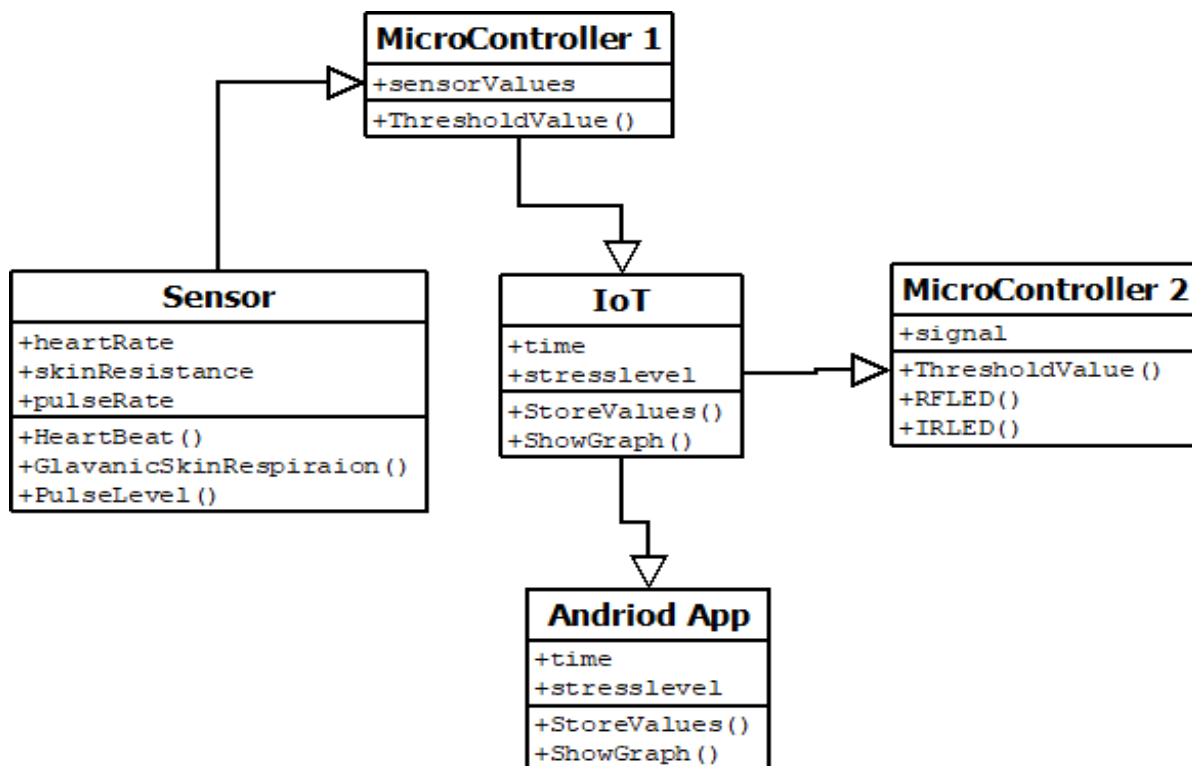 MicroController 1
+sensorValues
+ThresholdValue()
Sensor
+heartRate
+skinResistance
+pulseRate
+HeartBeat()
+GlavanicSkinRespiraion()
+PulseLevel()
IoT
+time
+stresslevel
+StoreValues()
+ShowGraph()
MicroController 2
+signal
+ThresholdValue()
+RFLED()
+IRLED()
Andriod App
+time
+stresslevel
+StoreValues()
+ShowGraph()